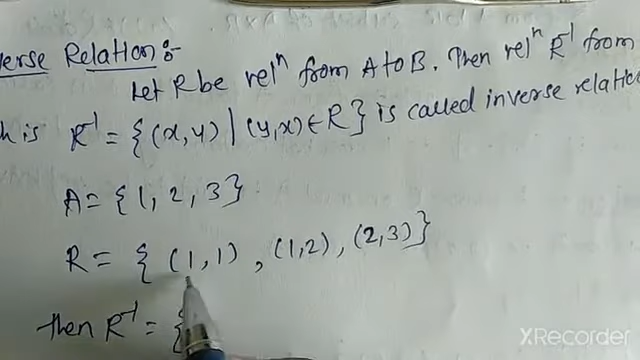 verse Relation :-
Let R be relⁿ from A to B. Then relⁿ R⁻¹ from
h is R⁻¹ = {(x,y) | (y,x) ∈ R} is called inverse relatio
A = {1, 2, 3}
R = { (1,1), (1,2), (2,3)}
then R⁻¹ = {
XRecorder